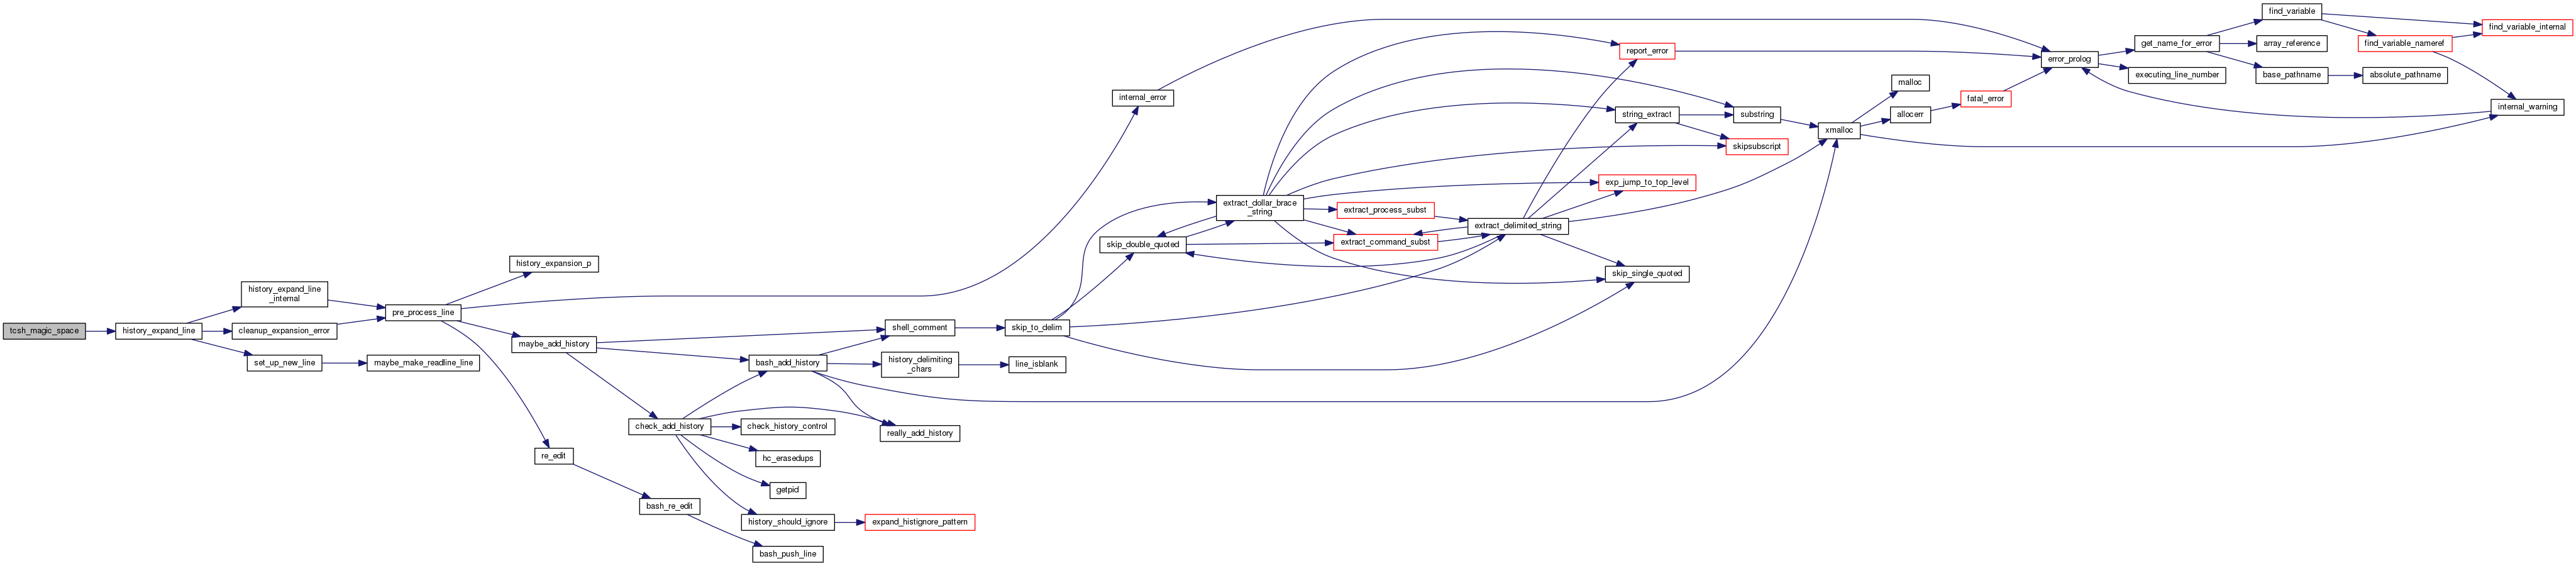 tcsh_magic_space
history_expand_line
history_expand_line
_internal
cleanup_expansion_error
set_up_new_line
maybe_make_readline_line
pre_process_line
history_expansion_p
maybe_add_history
re_edit
bash_re_edit
bash_push_line
check_add_history
bash_add_history
shell_comment
history_delimiting
_chars
line_isblank
really_add_history
check_history_control
hc_erasedups
getpid
history_should_ignore
expand_histignore_pattern
skip_to_delim
internal_error
skip_double_quoted
extract_dollar_brace
_string
extract_process_subst
extract_command_subst
extract_delimited_string
report_error
string_extract
substring
skipsubscript
exp_jump_to_top_level
skip_single_quoted
xmalloc
malloc
allocerr
fatal_error
error_prolog
get_name_for_error
executing_line_number
find_variable
array_reference
base_pathname
absolute_pathname
find_variable_nameref
find_variable_internal
internal_warning